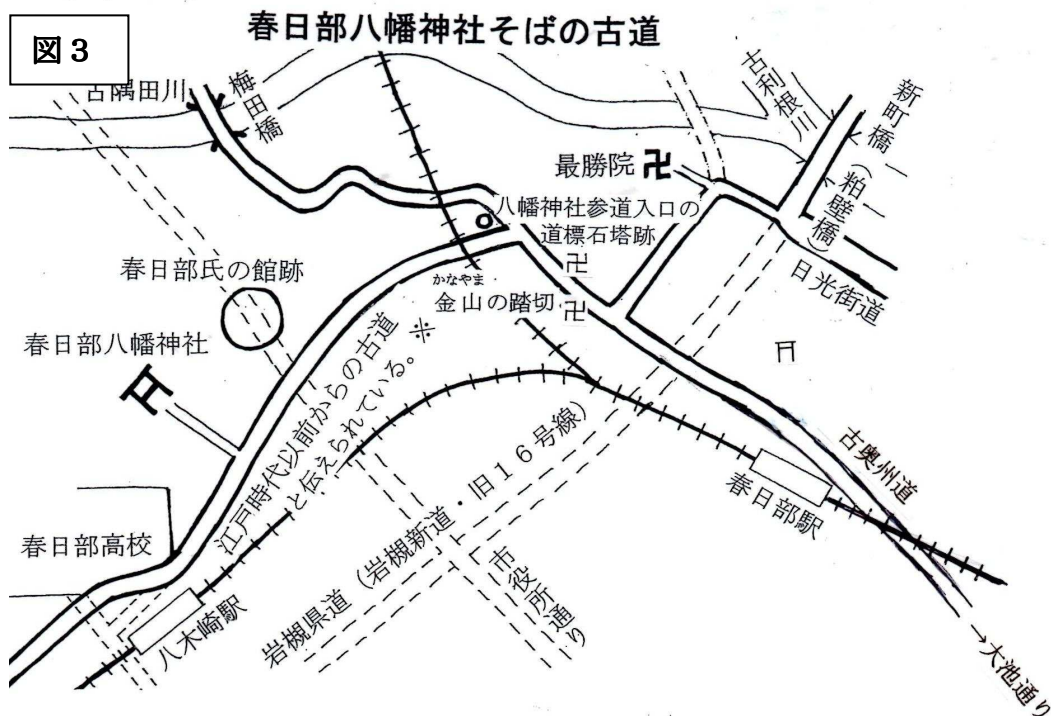 図３
春日部八幡神社そばの古道
古隅田川
梅田橋
古利根川
新町橋
（粕壁橋）
最勝院
八幡神社参道入口の
道標石塔跡
日光街道
春日部氏の館跡
かなやま
金山の踏切
春日部八幡神社
江戸時代以前からの古道
と伝えられている。※
古奥州道
春日部駅
春日部高校
岩槻県道（岩槻新道・旧１６号線）
市役所通り
八木崎駅
→大池通り